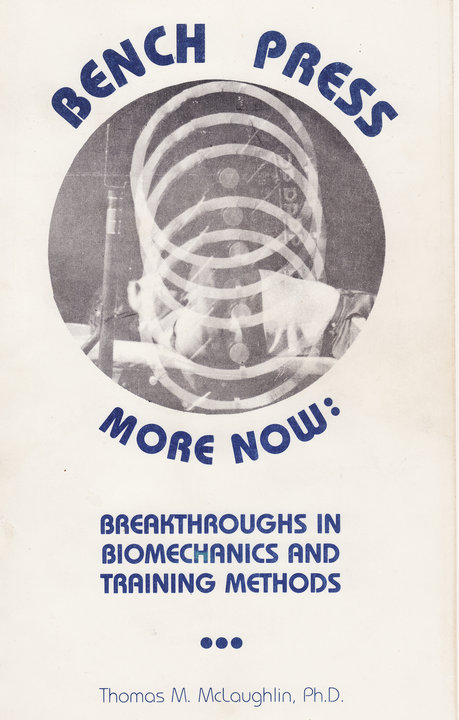 BENCH PRESS
MORE NOW:
BREAKTHROUGHS IN
BIOMECHANICS AND
TRAINING METHODS
Thomas M. McLaughlin, Ph.D.